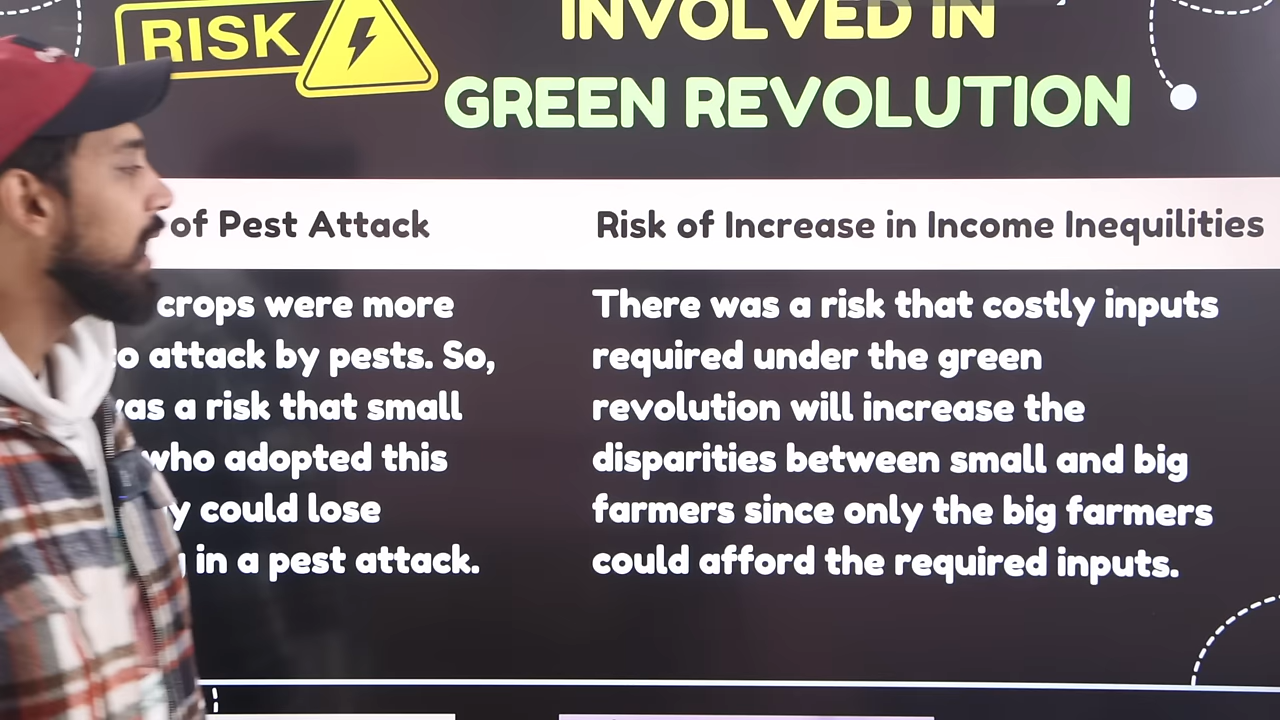 RISK
INVOLVED IN
GREEN REVOLUTION
of Pest Attack
crops were more
attack by pests. So,
was a risk that small
who adopted this
could lose
in a pest attack.
Risk of Increase in Income Inequilities
There was a risk that costly inputs
required under the green
revolution will increase the
disparities between small and big
farmers since only the big farmers
could afford the required inputs.